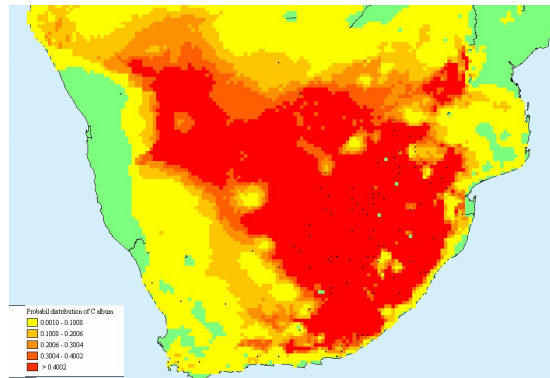 Probabil distribution of C album
0.0010 - 0.1008
0.1008 - 0.2006
0.2006 - 0.3004
0.3004 - 0.4002
> 0.4002